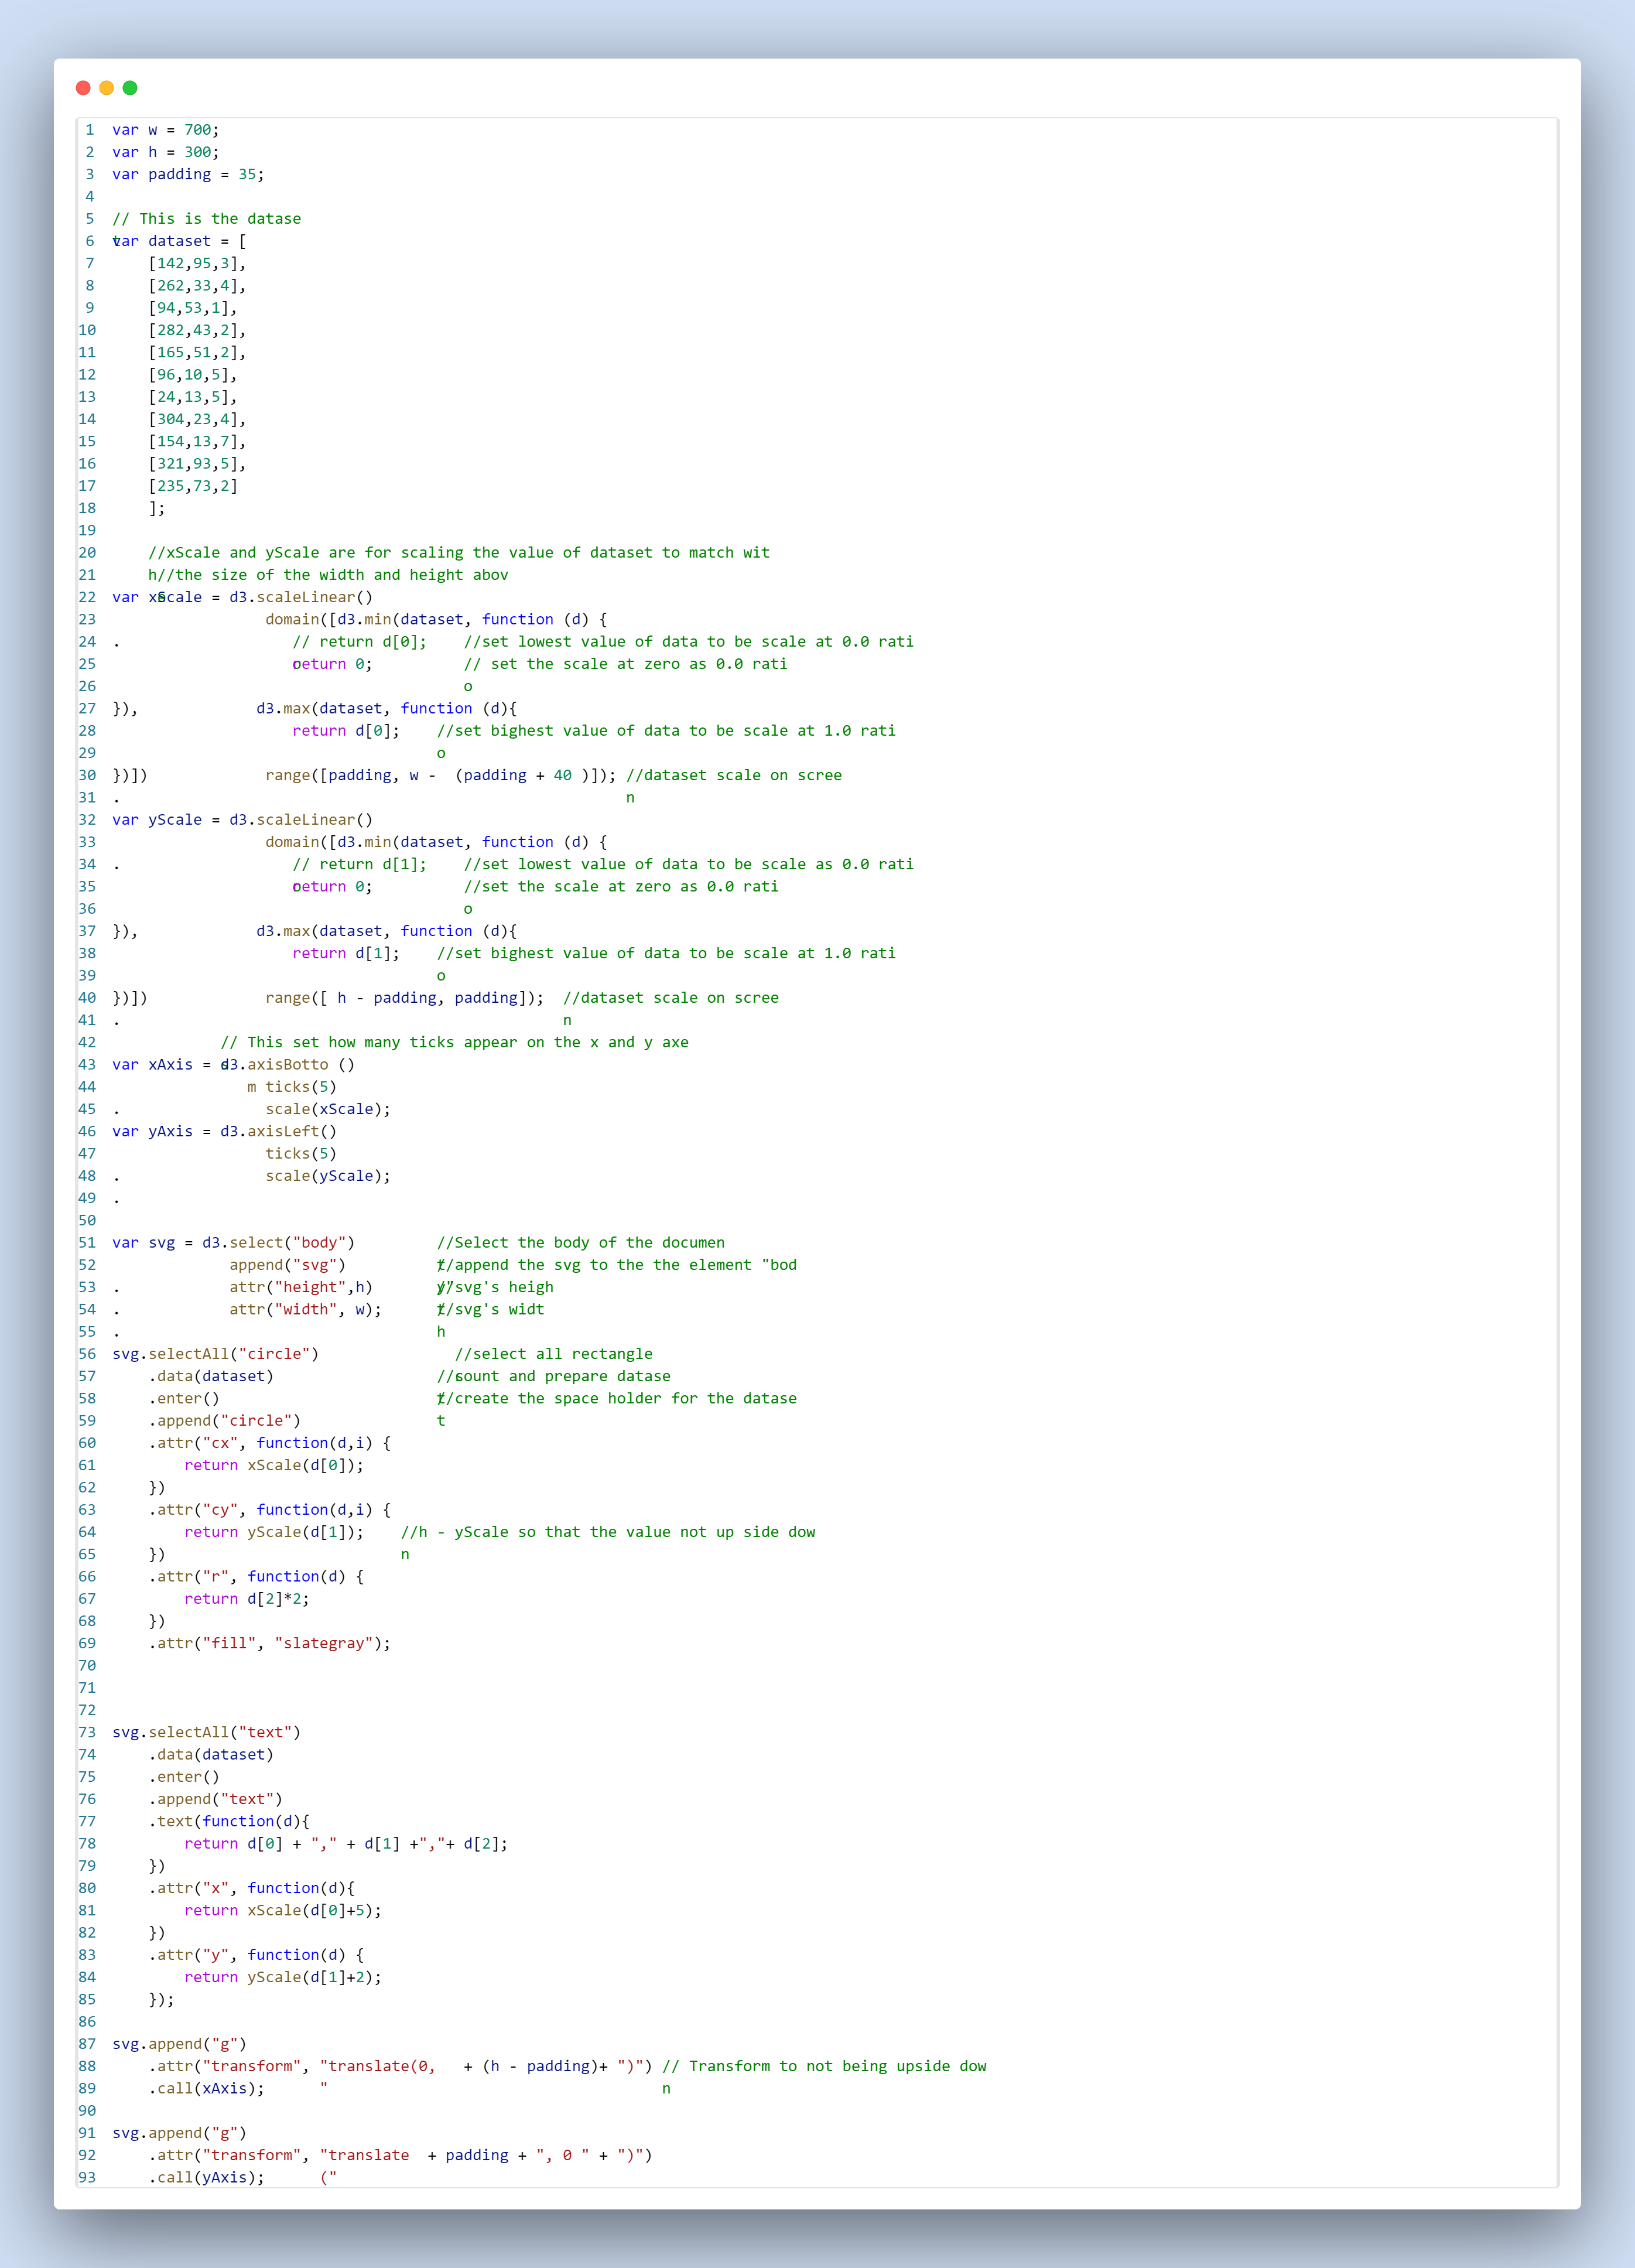 1 var w = 700;
2 var h = 300;
3 var padding = 35;
4
5 // This is the datase
6 var dataset = [
7 [142,95,3],
8 [262,33,4],
9 [94,53,1],
10 [282,43,2],
11 [165,51,2],
12 [96,10,5],
13 [24,13,5],
14 [304,23,4],
15 [154,13,7],
16 [321,93,5],
17 [235,73,2]
18 ];
19
20 //xScale and yScale are for scaling the value of dataset to match wit
21 h//the size of the width and height abov
22 var xScale = d3.scaleLinear()
23 domain([d3.min(dataset, function (d) {
24 . // return d[0]; //set lowest value of data to be scale at 0.0 rati
25 return 0; // set the scale at zero as 0.0 rati
26 o
27 }), d3.max(dataset, function (d){
28 return d[0]; //set bighest value of data to be scale at 1.0 rati
29 o
30 })]) range([padding, w - (padding + 40 )]); //dataset scale on scree
31 . n
32 var yScale = d3.scaleLinear()
33 domain([d3.min(dataset, function (d) {
34 . // return d[1]; //set lowest value of data to be scale as 0.0 rati
35 return 0; //set the scale at zero as 0.0 rati
36 o
37 }), d3.max(dataset, function (d){
38 return d[1]; //set bighest value of data to be scale at 1.0 rati
39 o
40 })]) range([ h - padding, padding]); //dataset scale on scree
41 . n
42 // This set how many ticks appear on the x and y axe
43 var xAxis = d3.axisBotto ()
44 m ticks(5)
45 . scale(xScale);
46 var yAxis = d3.axisLeft()
47 ticks(5)
48 . scale(yScale);
49 .
50
51 var svg = d3.select("body") //Select the body of the documen
52 append("svg") //append the svg to the the element "bod
53 . attr("height",h) //svg's heigh
54 . attr("width", w); //svg's widt
55 . h
56 svg.selectAll("circle") //select all rectangle
57 .data(dataset) //count and prepare datase
58 .enter() //create the space holder for the datase
59 .append("circle") t
60 .attr("cx", function(d,i) {
61 return xScale(d[0]);
62 })
63 .attr("cy", function(d,i) {
64 return yScale(d[1]); //h - yScale so that the value not up side dow
65 }) n
66 .attr("r", function(d) {
67 return d[2]*2;
68 })
69 .attr("fill", "slategray");
70
71
72
73 svg.selectAll("text")
74 .data(dataset)
75 .enter()
76 .append("text")
77 .text(function(d){
78 return d[0] + "," + d[1] +","+ d[2];
79 })
80 .attr("x", function(d){
81 return xScale(d[0]+5);
82 })
83 .attr("y", function(d) {
84 return yScale(d[1]+2);
85 });
86
87 svg.append("g")
88 .attr("transform", "translate(0, + (h - padding)+ ")") // Transform to not being upside dow
89 .call(xAxis); " n
90
91 svg.append("g")
92 .attr("transform", "translate + padding + ", 0 " + ")")
93 .call(yAxis); ("